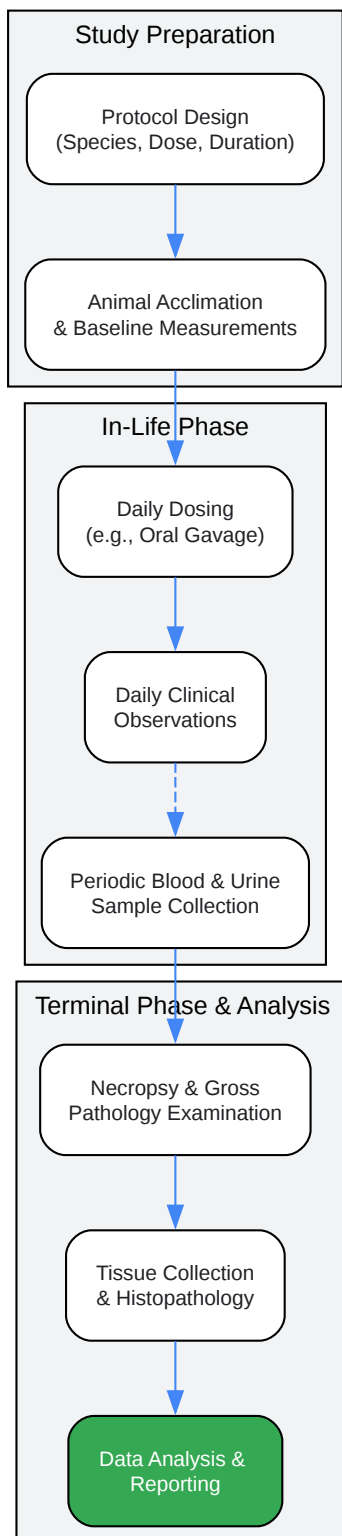 Study Preparation
Protocol Design
(Species, Dose, Duration)
Animal Acclimation
& Baseline Measurements
In-Life Phase
Daily Dosing
(e.g., Oral Gavage)
Daily Clinical
Observations
Periodic Blood & Urine
Sample Collection
Terminal Phase & Analysis
Necropsy & Gross
Pathology Examination
Tissue Collection
& Histopathology
Data Analysis &
Reporting